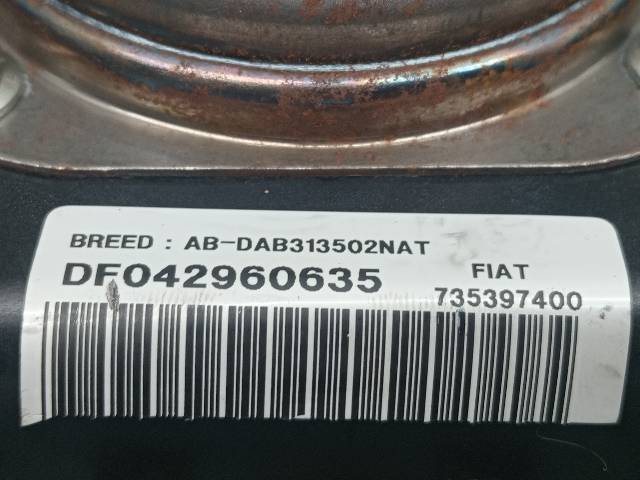 BREED : AB-DAB313502NAT
DF042960635 FIAT
735397400